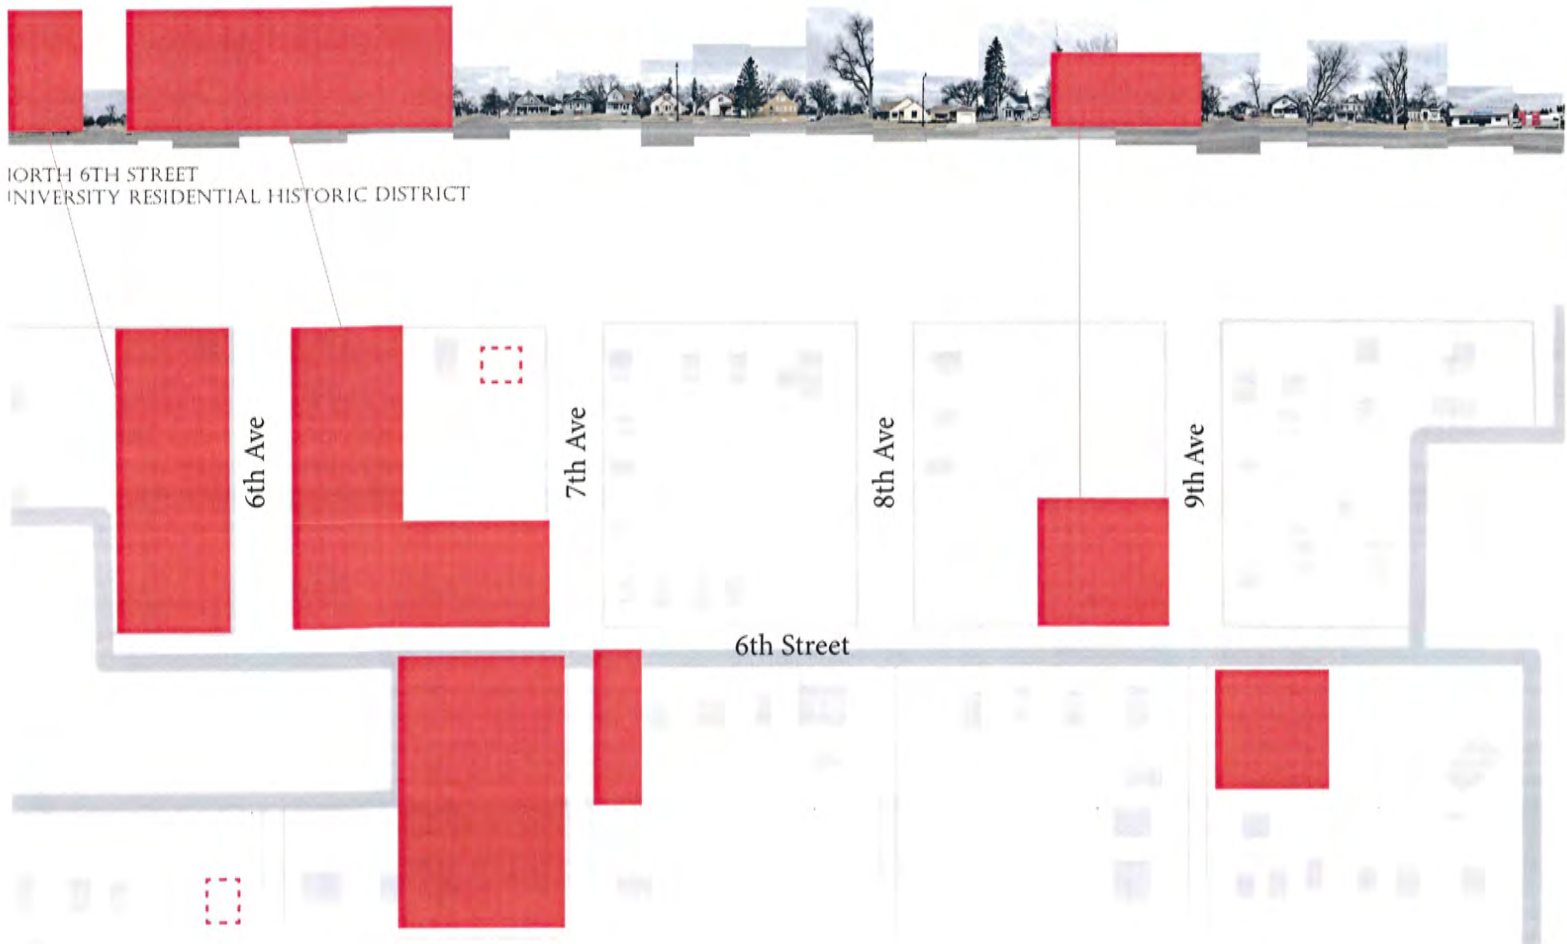 IORTH 6TH STREET
INIVERSITY RESIDENTIAL HISTORIC DISTRICT
6th Ave
7th Ave
8th Ave
9th Ave
6th Street